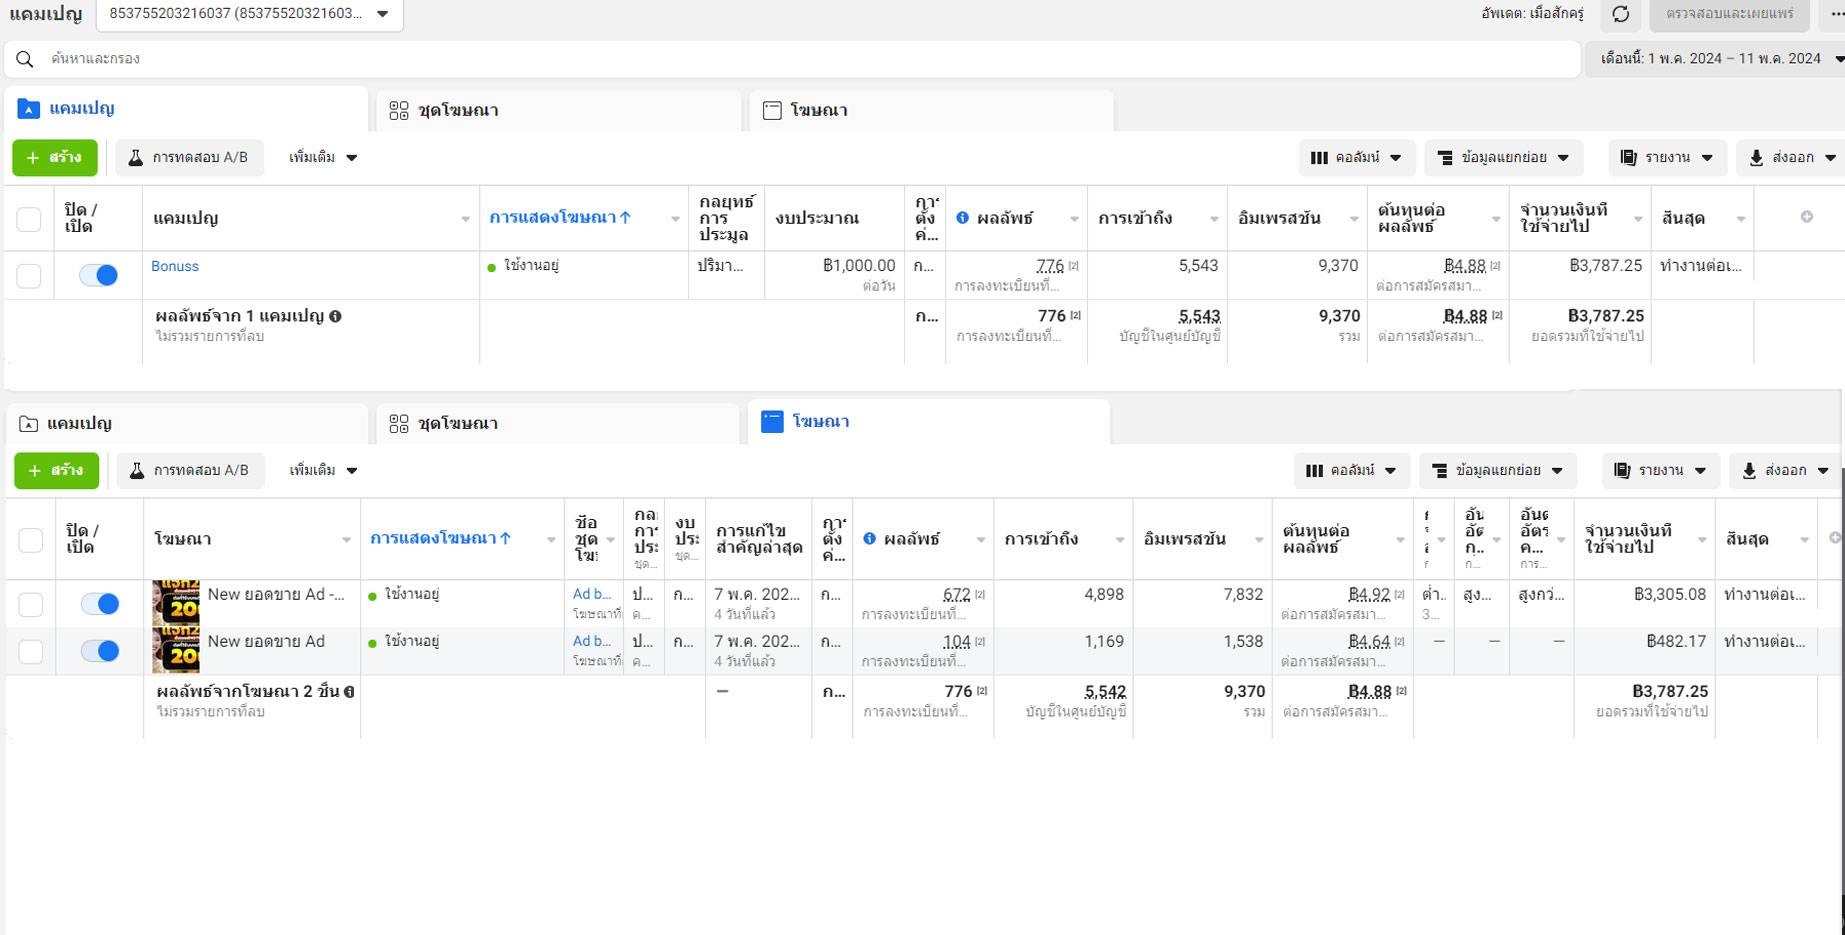 แคมเปญ
853755203216037 (85375520321603...
อัพเดต: เมื่อสักครู่
ตรวจสอบและเผยแพร่
ค้นหาและกรอง
เดือนนี้: 1 พ.ค. 2024 – 11 พ.ค. 2024
แคมเปญ
ชุดโฆษณา
โฆษณา
+ สร้าง
การทดสอบ A/B
เพิ่มเติม
คอลัมน์
ข้อมูลแยกย่อย
รายงาน
ส่งออก
ปิด / เปิด
แคมเปญ
การแสดงโฆษณา ↑
กลยุทธ์การประมูล
งบประมาณ
การตั้งค่...
ผลลัพธ์
การเข้าถึง
อิมเพรสชัน
ต้นทุนต่อผลลัพธ์
จำนวนเงินที่ใช้จ่ายไป
สิ้นสุด
Bonuss
ใช้งานอยู่
ปริมา...
฿1,000.00
ต่อวัน
ก...
776 [2]
การลงทะเบียนที่...
5,543
9,370
฿4.88 [2]
ต่อการสมัครสมา...
฿3,787.25
ทำงานต่อเ...
ผลลัพธ์จาก 1 แคมเปญ
ไม่รวมรายการที่ลบ
ก...
776 [2]
การลงทะเบียนที่...
5,543
บัญชีในศูนย์บัญชี
9,370
รวม
฿4.88 [2]
ต่อการสมัครสมา...
฿3,787.25
ยอดรวมที่ใช้จ่ายไป
แคมเปญ
ชุดโฆษณา
โฆษณา
+ สร้าง
การทดสอบ A/B
เพิ่มเติม
คอลัมน์
ข้อมูลแยกย่อย
รายงาน
ส่งออก
ปิด / เปิด
โฆษณา
การแสดงโฆษณา ↑
ชื่อชุดโฆ
การแก้ไขสำคัญล่าสุด
การตั้งค่...
ผลลัพธ์
การเข้าถึง
อิมเพรสชัน
ต้นทุนต่อผลลัพธ์
จำนวนเงินที่ใช้จ่ายไป
สิ้นสุด
New ยอดขาย Ad -...
ใช้งานอยู่
Ad b...
โฆษณาที่
ป...
ค...
ก...
7 พ.ค. 202...
4 วันที่แล้ว
ก...
672 [2]
การลงทะเบียนที่...
4,898
7,832
฿4.92 [2]
ต่อการสมัครสมา...
ต่ำ...
3...
สูง...
สูงกว่...
฿3,305.08
ทำงานต่อเ...
New ยอดขาย Ad
ใช้งานอยู่
Ad b...
โฆษณาที่
ป...
ค...
ก...
7 พ.ค. 202...
4 วันที่แล้ว
ก...
104 [2]
การลงทะเบียนที่...
1,169
1,538
฿4.64 [2]
ต่อการสมัครสมา...
—
—
—
฿482.17
ทำงานต่อเ...
ผลลัพธ์จากโฆษณา 2 ชิ้น
ไม่รวมรายการที่ลบ
—
ก...
776 [2]
การลงทะเบียนที่...
5,542
บัญชีในศูนย์บัญชี
9,370
รวม
฿4.88 [2]
ต่อการสมัครสมา...
฿3,787.25
ยอดรวมที่ใช้จ่ายไป